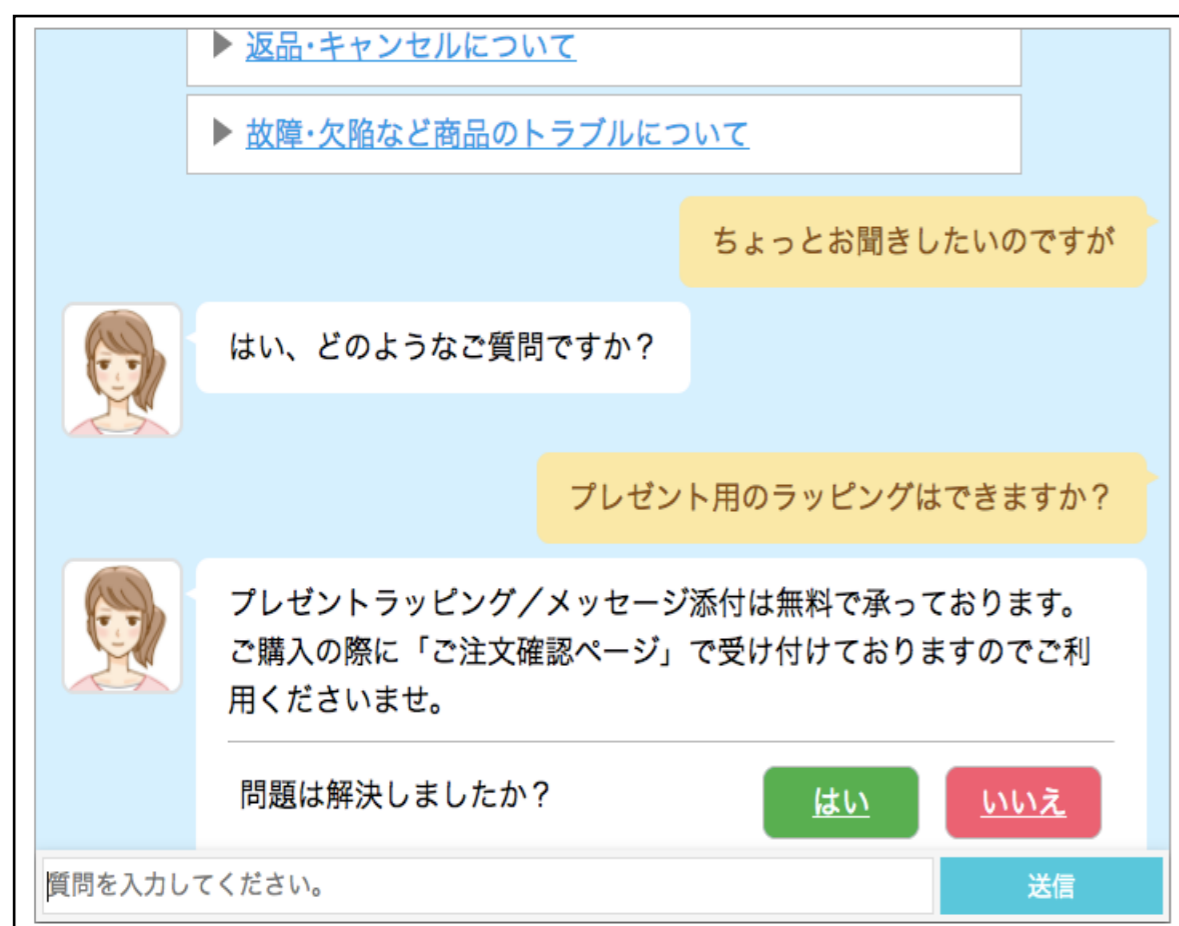 ▶ 返品・キャンセルについて
▶ 故障・欠陥など商品のトラブルについて
ちょっとお聞きしたいのですが
はい、どのようなご質問ですか？
プレゼント用のラッピングはできますか？
プレゼントラッピング／メッセージ添付は無料で承っております。
ご購入の際に「ご注文確認ページ」で受け付けておりますのでご利
用くださいませ。
問題は解決しましたか？ はい いいえ
質問を入力してください。 送信